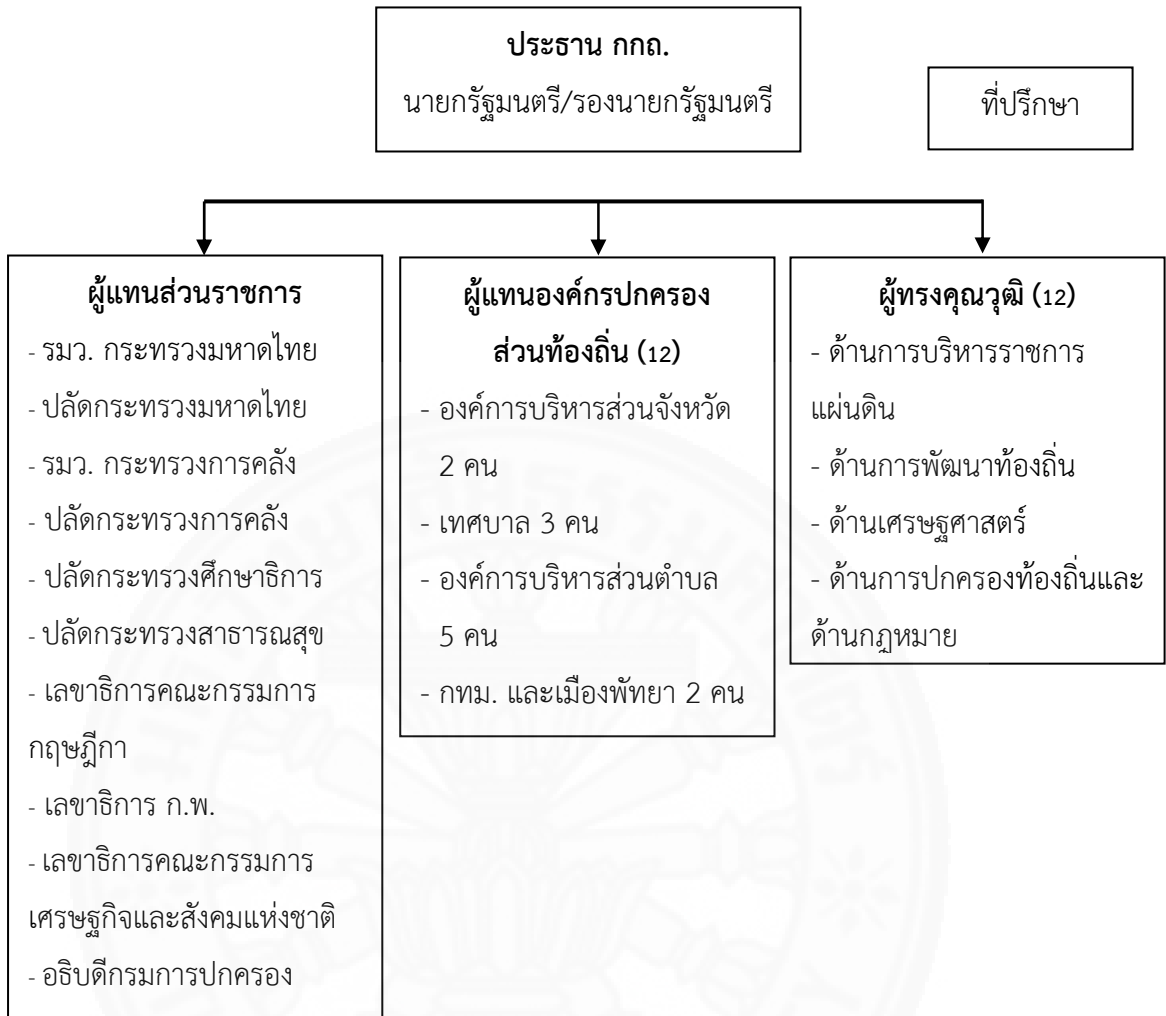 ประธาน กกถ.
นายกรัฐมนตรี/รองนายกรัฐมนตรี
ที่ปรึกษา
ผู้แทนส่วนราชการ
- รมว. กระทรวงมหาดไทย
- ปลัดกระทรวงมหาดไทย
- รมว. กระทรวงการคลัง
- ปลัดกระทรวงการคลัง
- ปลัดกระทรวงศึกษาธิการ
- ปลัดกระทรวงสาธารณสุข
- เลขาธิการคณะกรรมการ
กฤษฎีกา
- เลขาธิการ ก.พ.
- เลขาธิการคณะกรรมการ
เศรษฐกิจและสังคมแห่งชาติ
- อธิบดีกรมการปกครอง
ผู้แทนองค์กรปกครอง
ส่วนท้องถิ่น (12)
- องค์การบริหารส่วนจังหวัด
2 คน
- เทศบาล 3 คน
- องค์การบริหารส่วนตำบล
5 คน
- กทม. และเมืองพัทยา 2 คน
ผู้ทรงคุณวุฒิ (12)
- ด้านการบริหารราชการ
แผ่นดิน
- ด้านการพัฒนาท้องถิ่น
- ด้านเศรษฐศาสตร์
- ด้านการปกครองท้องถิ่นและ
ด้านกฎหมาย